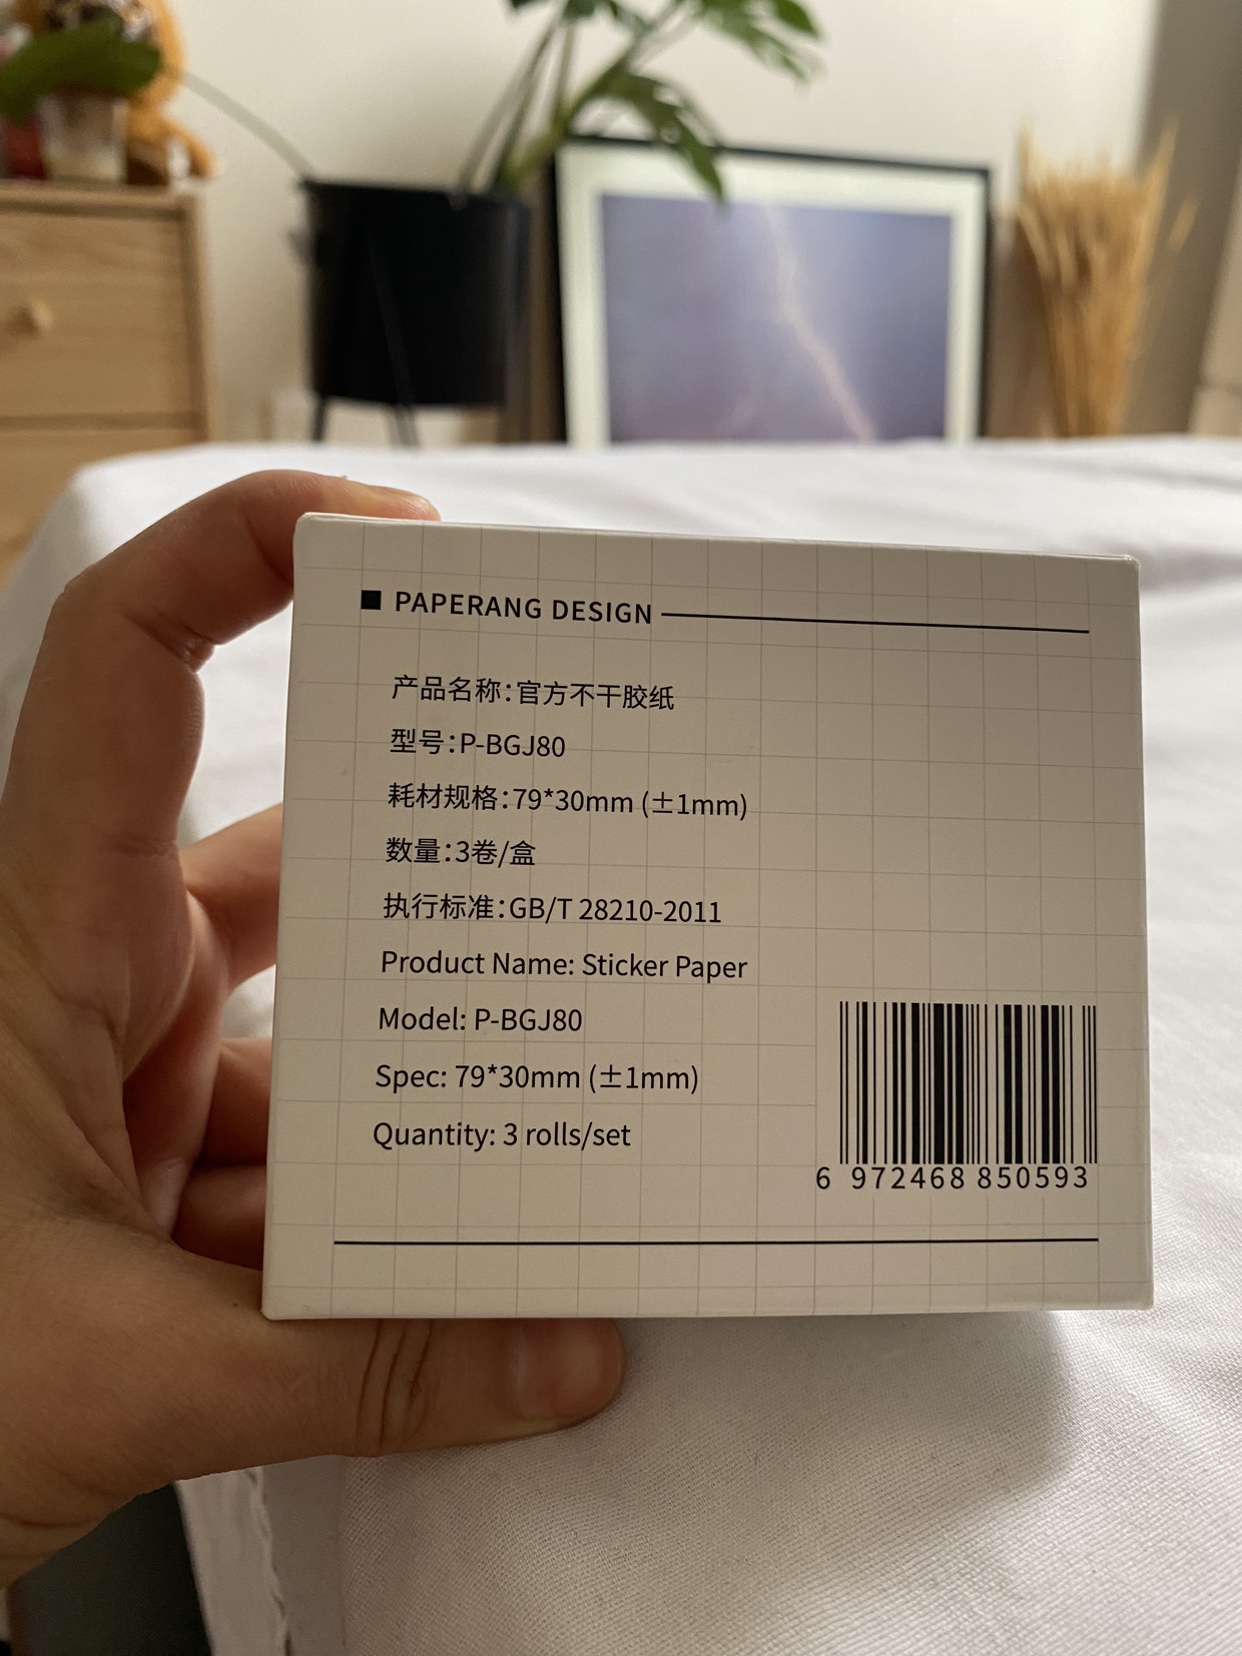 PAPERANG DESIGN
产品名称：官方不干胶纸
型号：P-BGJ80
耗材规格：79*30mm (±1mm)
数量：3卷/盒
执行标准：GB/T 28210-2011
Product Name: Sticker Paper
Model: P-BGJ80
Spec: 79*30mm (±1mm)
Quantity: 3 rolls/set
6 972468 850593